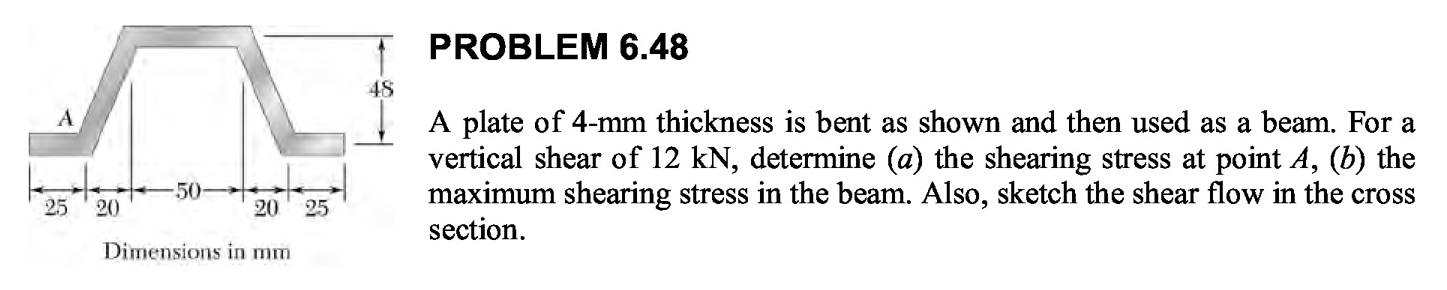 PROBLEM 6.48
48
A
A plate of 4-mm thickness is bent as shown and then used as a beam. For a
vertical shear of 12 kN, determine (a) the shearing stress at point A, (b) the
maximum shearing stress in the beam. Also, sketch the shear flow in the cross
section.
50
25 20 20 25
Dimensions in mm